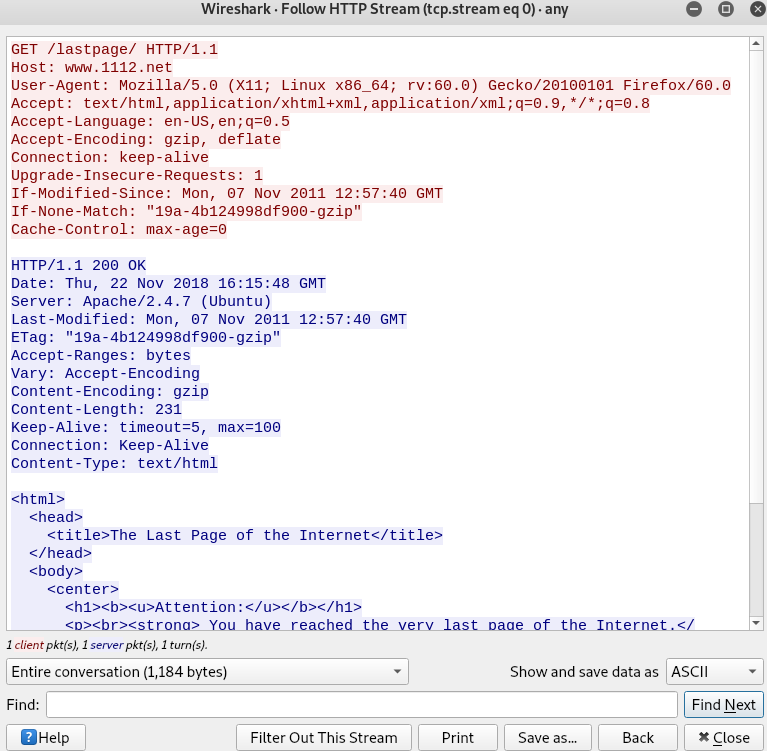 Wireshark · Follow HTTP Stream (tcp.stream eq 0) · any
GET /lastpage/ HTTP/1.1
Host: www.1112.net
User-Agent: Mozilla/5.0 (X11; Linux x86_64; rv:60.0) Gecko/20100101 Firefox/60.0
Accept: text/html,application/xhtml+xml,application/xml;q=0.9,*/*;q=0.8
Accept-Language: en-US,en;q=0.5
Accept-Encoding: gzip, deflate
Connection: keep-alive
Upgrade-Insecure-Requests: 1
If-Modified-Since: Mon, 07 Nov 2011 12:57:40 GMT
If-None-Match: "19a-4b124998df900-gzip"
Cache-Control: max-age=0
HTTP/1.1 200 OK
Date: Thu, 22 Nov 2018 16:15:48 GMT
Server: Apache/2.4.7 (Ubuntu)
Last-Modified: Mon, 07 Nov 2011 12:57:40 GMT
ETag: "19a-4b124998df900-gzip"
Accept-Ranges: bytes
Vary: Accept-Encoding
Content-Encoding: gzip
Content-Length: 231
Keep-Alive: timeout=5, max=100
Connection: Keep-Alive
Content-Type: text/html
<html>
  <head>
    <title>The Last Page of the Internet</title>
  </head>
  <body>
    <center>
      <h1><b><u>Attention:</u></b></h1>
      <p><br><strong> You have reached the very last page of the Internet.</
1 client pkt(s), 1 server pkt(s), 1 turn(s).
Entire conversation (1,184 bytes) Show and save data as ASCII
Find: Find Next
? Help Filter Out This Stream Print Save as... Back Close